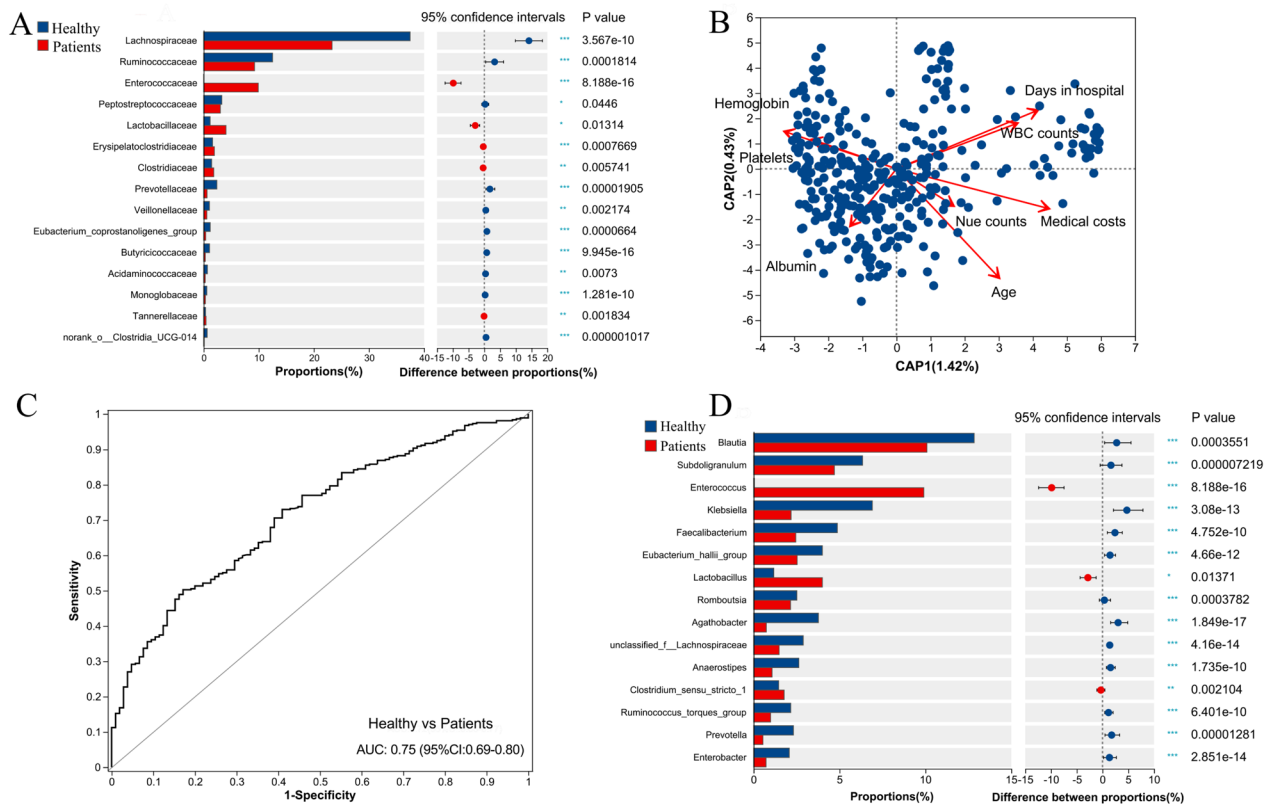 A
Healthy
Patients
95% confidence intervals P value
Lachnospiraceae *** 3.567e-10
Ruminococcaceae *** 0.0001814
Enterococcaceae *** 8.188e-16
Peptostreptococcaceae * 0.0446
Lactobacillaceae * 0.01314
Erysipelatoclostridiaceae *** 0.0007669
Clostridiaceae ** 0.005741
Prevotellaceae *** 0.00001905
Veillonellaceae ** 0.002174
Eubacterium_coprostanoligenes_group *** 0.0000664
Butyricicoccaceae *** 9.945e-16
Acidaminococcaceae ** 0.0073
Monoglobaceae *** 1.281e-10
Tannerellaceae ** 0.001834
norank_o__Clostridia_UCG-014 *** 0.000001017
0 10 20 30 40 -15 -10 -5 0 5 10 15 20
Proportions(%) Difference between proportions(%)
B
6
5
4
3
2
1
0
-1
-2
-3
-4
-5
-6
CAP2(0.43%)
Hemoglobin
Days in hospital
WBC counts
Platelets
Nue counts
Medical costs
Albumin
Age
-4 -3 -2 -1 0 1 2 3 4 5 6 7
CAP1(1.42%)
C
1
0.9
0.8
0.7
0.6
0.5
0.4
0.3
0.2
0.1
0
Sensitivity
Healthy vs Patients
AUC: 0.75 (95%CI:0.69-0.80)
0 0.2 0.4 0.6 0.8 1
1-Specificity
D
Healthy
Patients
95% confidence intervals P value
Blautia *** 0.0003551
Subdoligranulum *** 0.000007219
Enterococcus *** 8.188e-16
Klebsiella *** 3.08e-13
Faecalibacterium *** 4.752e-10
Eubacterium_hallii_group *** 4.66e-12
Lactobacillus * 0.01371
Romboutsia *** 0.0003782
Agathobacter *** 1.849e-17
unclassified_f__Lachnospiraceae *** 4.16e-14
Anaerostipes *** 1.735e-10
Clostridium_sensu_stricto_1 ** 0.002104
Ruminococcus_torques_group *** 6.401e-10
Prevotella *** 0.00001281
Enterobacter *** 2.851e-14
0 5 10 15 -15 -10 -5 0 5 10
Proportions(%) Difference between proportions(%)